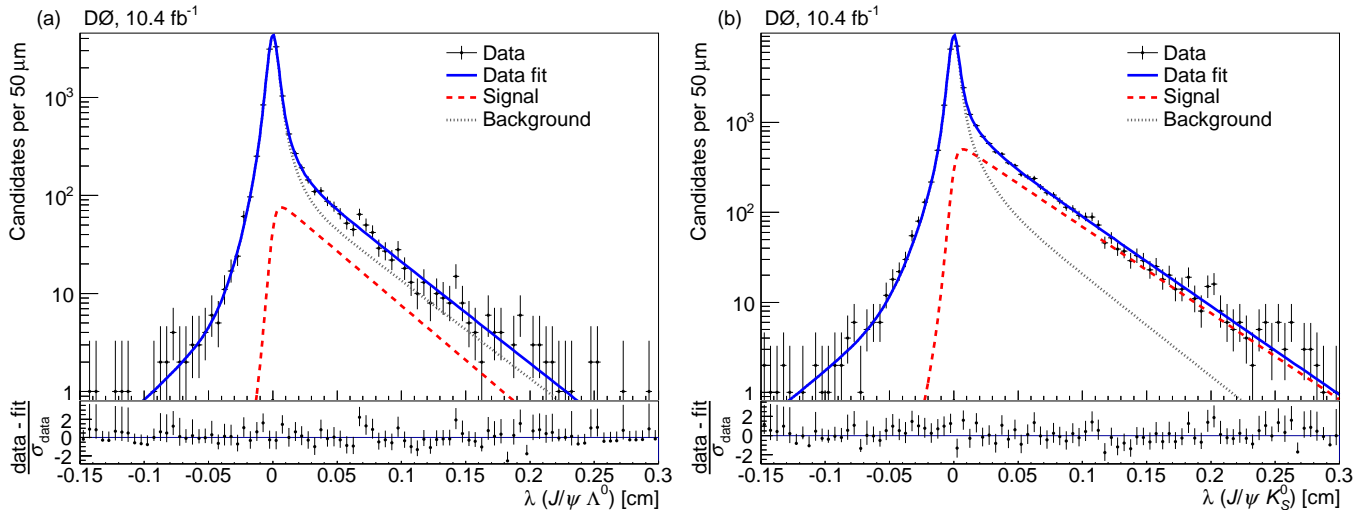 (a) DØ, 10.4 fb⁻¹
Candidates per 50 μm
10³
10²
10
1
Data
Data fit
Signal
Background
data - fit
σdata
2
0
-2
-0.15 -0.1 -0.05 0 0.05 0.1 0.15 0.2 0.25 0.3
λ (J/ψ Λ⁰) [cm]
(b) DØ, 10.4 fb⁻¹
Candidates per 50 μm
10³
10²
10
1
Data
Data fit
Signal
Background
data - fit
σdata
2
0
-2
-0.15 -0.1 -0.05 0 0.05 0.1 0.15 0.2 0.25 0.3
λ (J/ψ K⁰S) [cm]